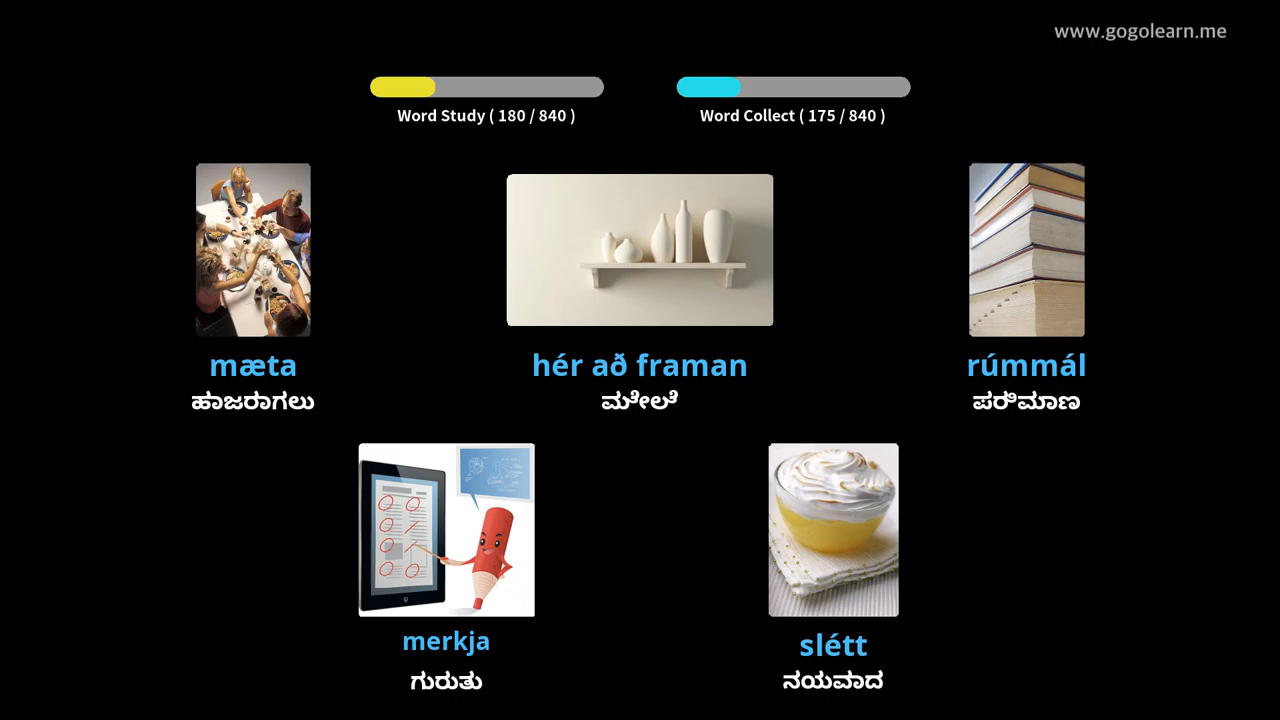 www.gogolearn.me
Word Study ( 180 / 840 )
Word Collect ( 175 / 840 )
mæta
ಹಾಜರಾಗಲು
hér að framan
ಮೇಲೆ
rúmmál
ಪರಿಮಾಣ
merkja
ಗುರುತು
slétt
ನಯವಾದ